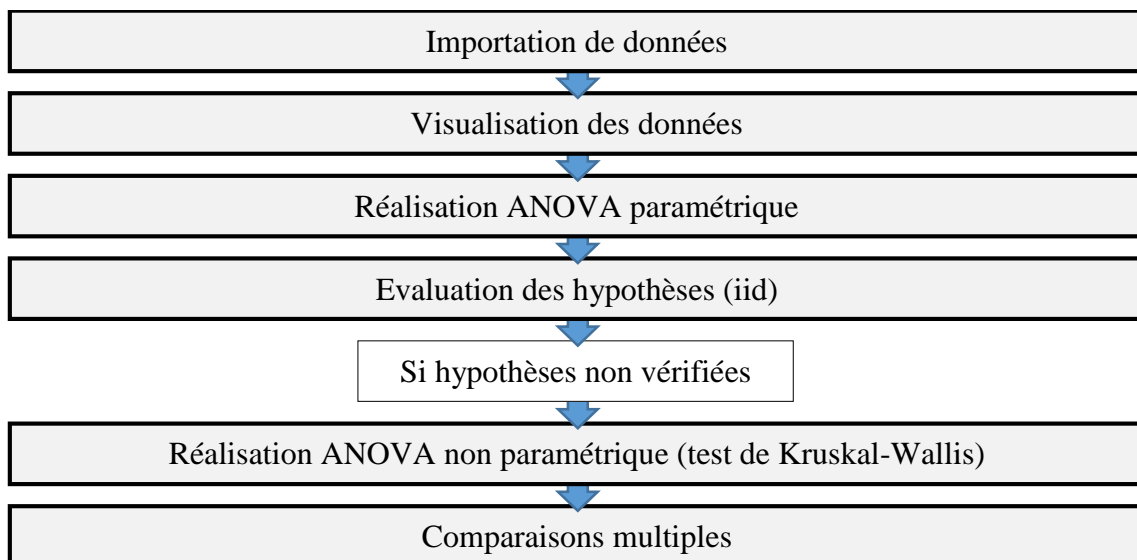 Importation de données
Visualisation des données
Réalisation ANOVA paramétrique
Evaluation des hypothèses (iid)
Si hypothèses non vérifiées
Réalisation ANOVA non paramétrique (test de Kruskal-Wallis)
Comparaisons multiples